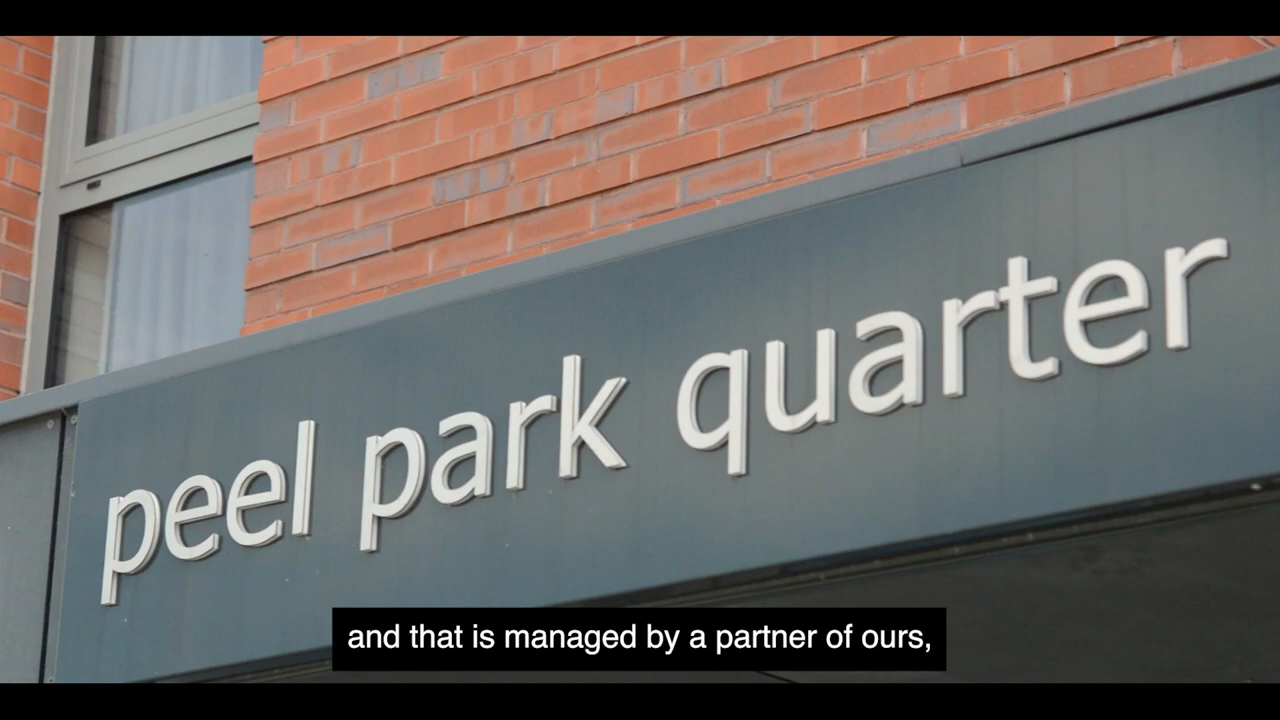 peel park quarter
and that is managed by a partner of ours,